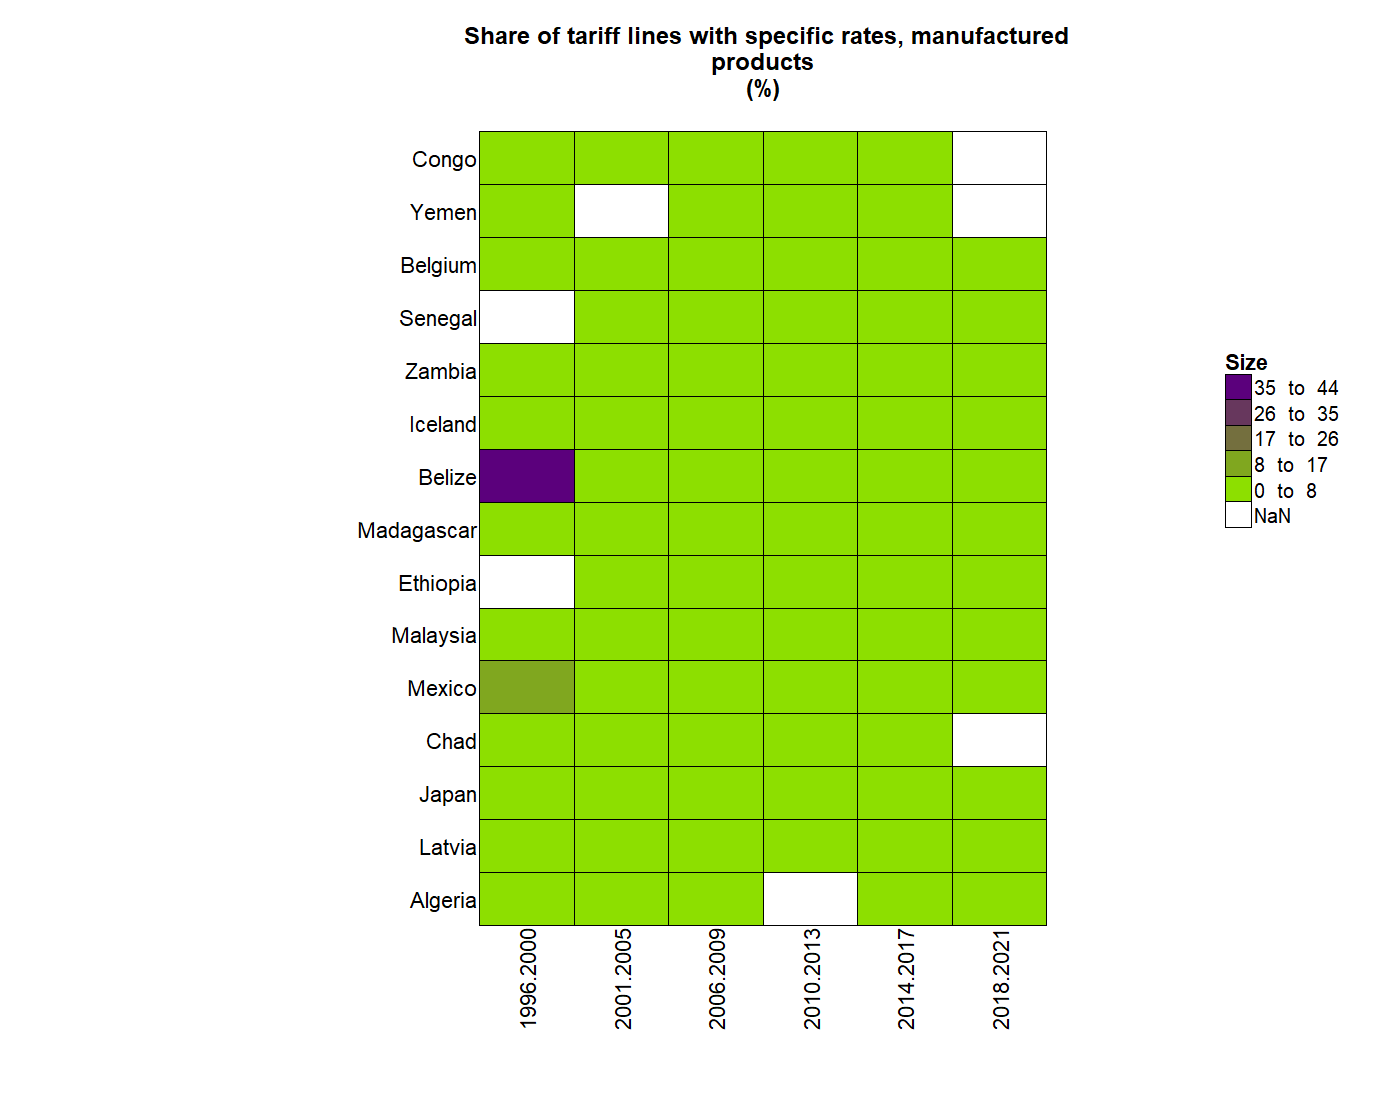 Share of tariff lines with specific rates, manufactured
products
(%)
Congo
Yemen
Belgium
Senegal
Zambia
Iceland
Belize
Madagascar
Ethiopia
Malaysia
Mexico
Chad
Japan
Latvia
Algeria
1996.2000
2001.2005
2006.2009
2010.2013
2014.2017
2018.2021
Size
35 to 44
26 to 35
17 to 26
8 to 17
0 to 8
NaN